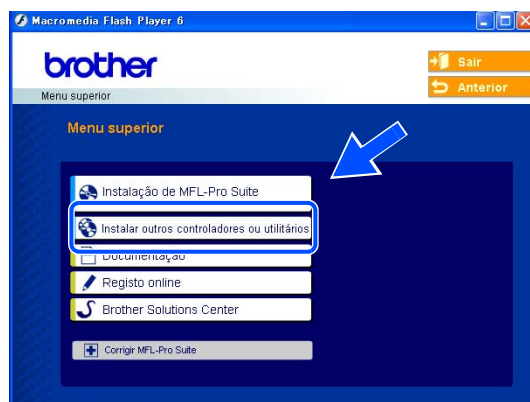 Macromedia Flash Player 6
brother
Sair
Anterior
Menu superior
Menu superior
Instalação de MFL-Pro Suite
Instalar outros controladores ou utilitários
Documentação
Registo online
Brother Solutions Center
Corrigir MFL-Pro Suite